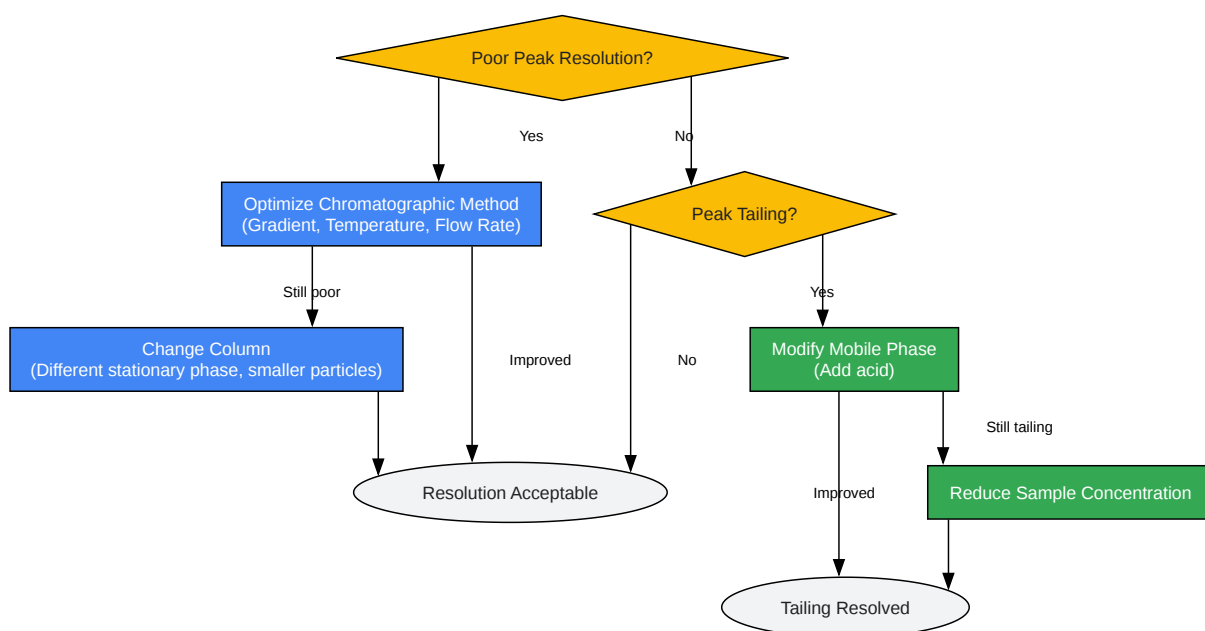 Poor Peak Resolution?
Yes
No
Optimize Chromatographic Method
(Gradient, Temperature, Flow Rate)
Peak Tailing?
Still poor
Yes
Change Column
(Different stationary phase, smaller particles)
Improved
No
Modify Mobile Phase
(Add acid)
Still tailing
Resolution Acceptable
Improved
Reduce Sample Concentration
Tailing Resolved